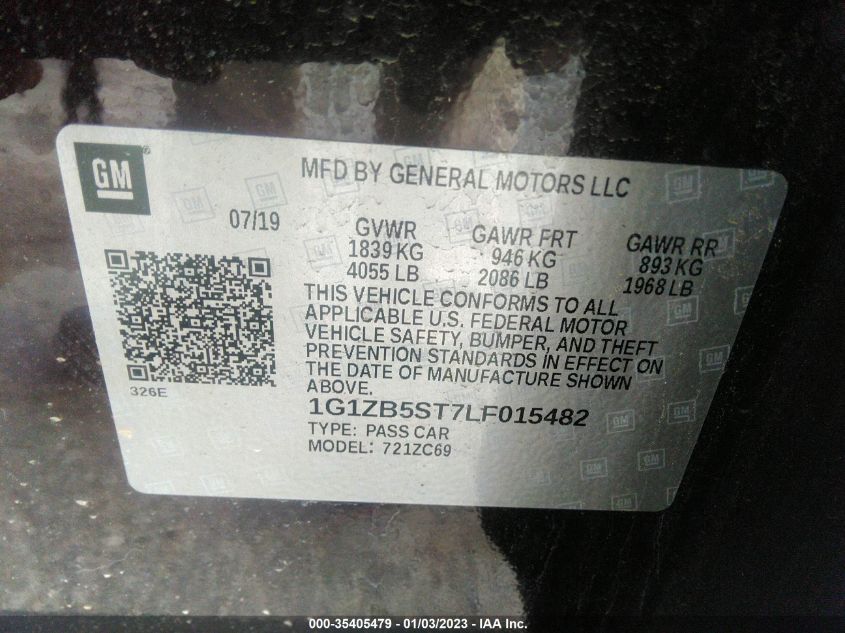 GM
MFD BY GENERAL MOTORS LLC
07/19
GVWR
1839 KG
4055 LB
GAWR FRT
946 KG
2086 LB
GAWR RR
893 KG
1968 LB
THIS VEHICLE CONFORMS TO ALL
APPLICABLE U.S. FEDERAL MOTOR
VEHICLE SAFETY, BUMPER, AND THEFT
PREVENTION STANDARDS IN EFFECT ON
THE DATE OF MANUFACTURE SHOWN
ABOVE.
326E
1G1ZB5ST7LF015482
TYPE: PASS CAR
MODEL: 721ZC69
000-35405479 - 01/03/2023 - IAA Inc.